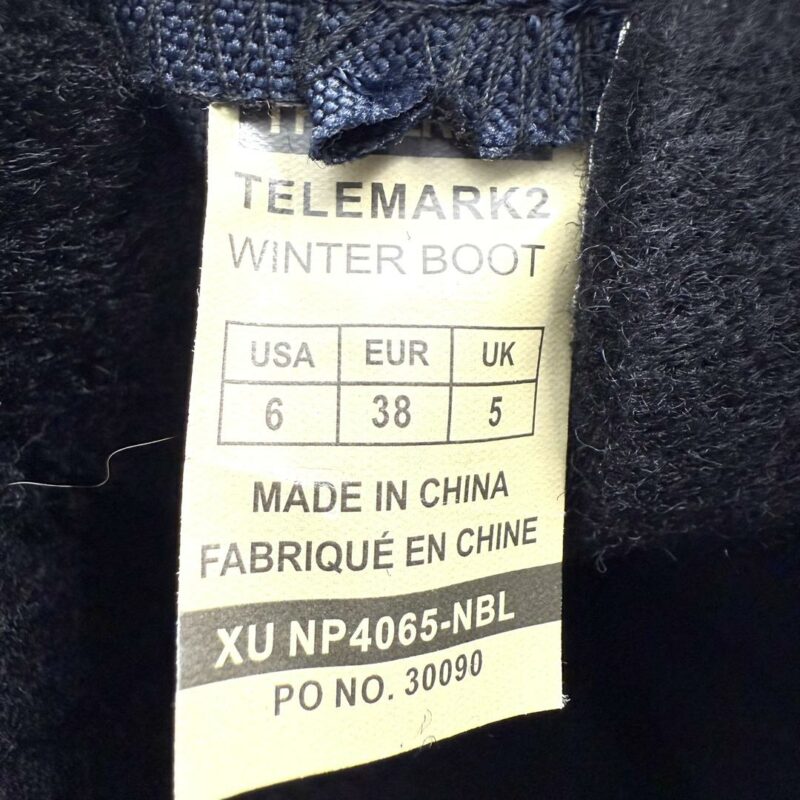 TELEMARK2
WINTER BOOT
USA EUR UK
6 38 5
MADE IN CHINA
FABRIQUÉ EN CHINE
XU NP4065-NBL
PO NO. 30090